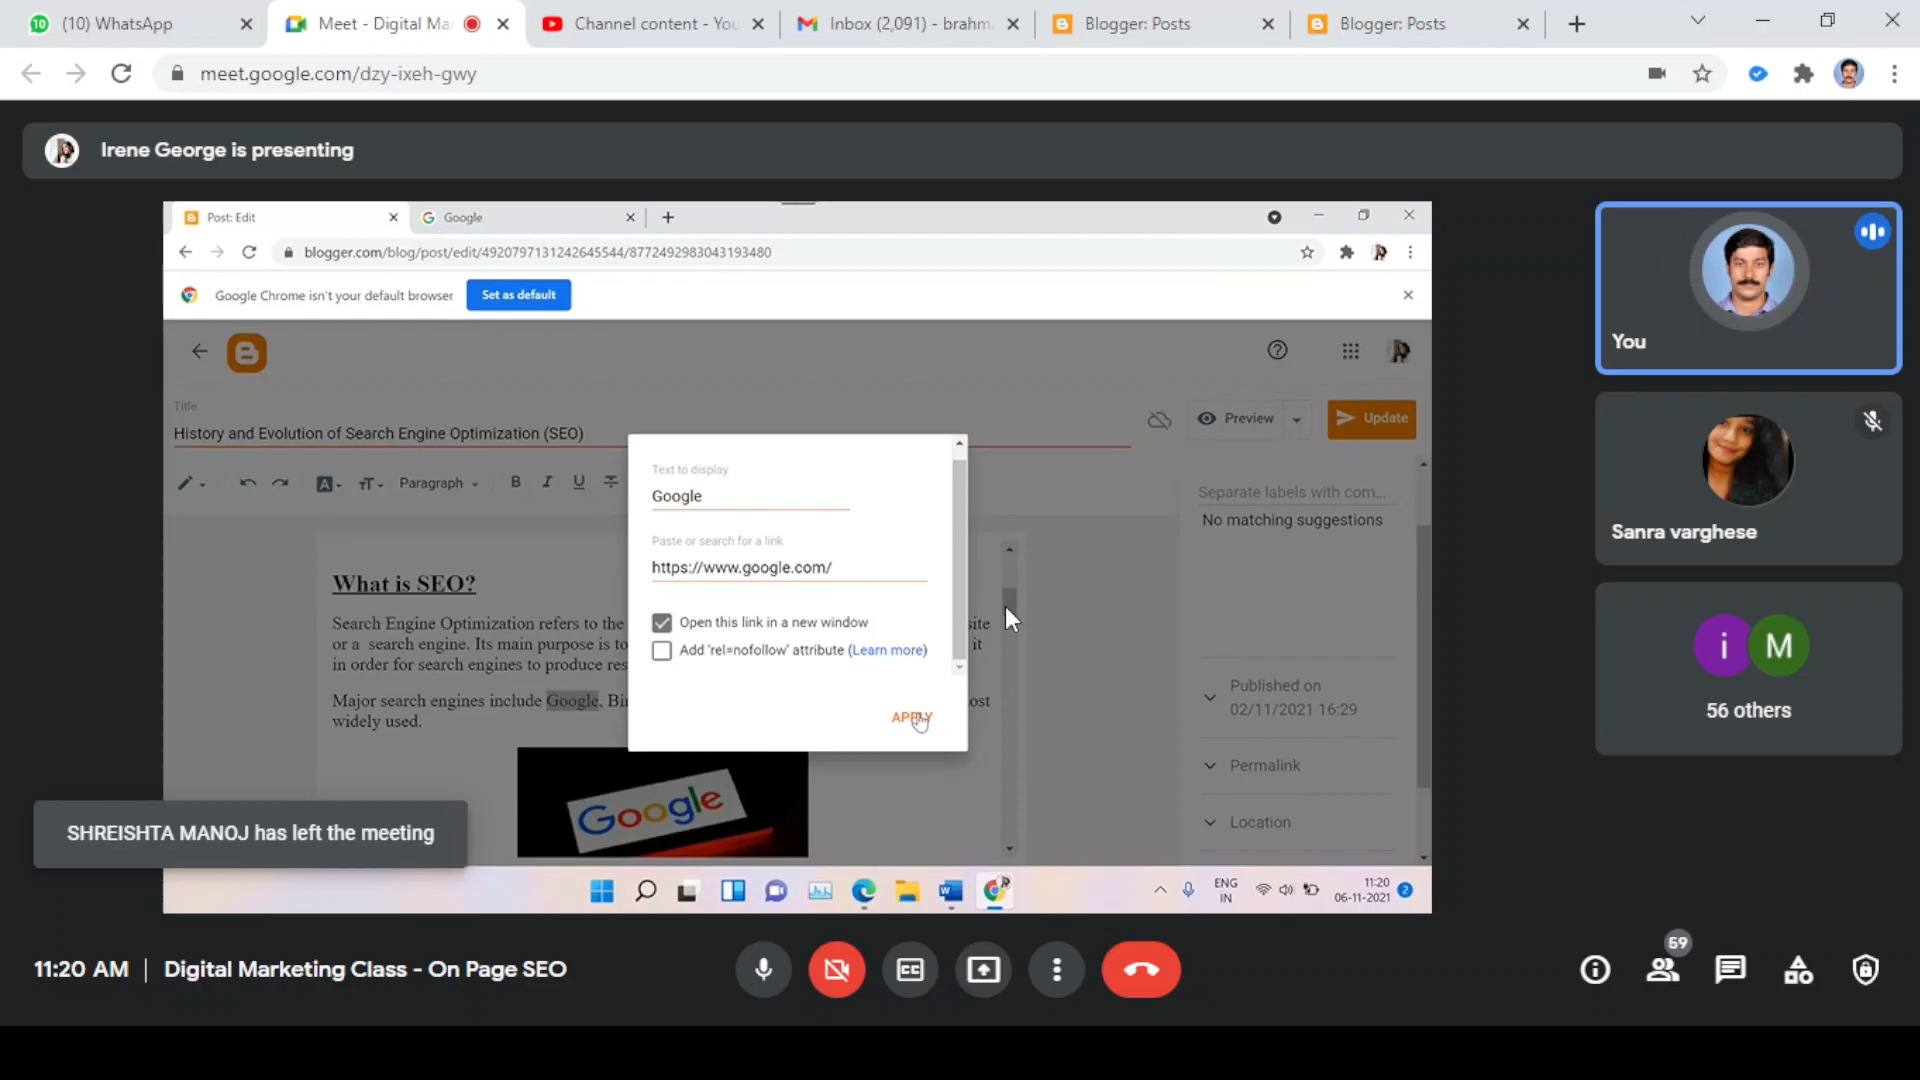 (10) WhatsApp
Meet - Digital Ma
Channel content - You
Inbox (2,091) - brahm
Blogger: Posts
Blogger: Posts
meet.google.com/dzy-ixeh-gwy
Irene George is presenting
Post: Edit
Google
blogger.com/blog/post/edit/4920797131242645544/8772492983043193480
Google Chrome isn't your default browser
Set as default
Title
History and Evolution of Search Engine Optimization (SEO)
Preview
Update
Paragraph
B I U
Text to display
Google
Paste or search for a link
https://www.google.com/
Open this link in a new window
Add 'rel=nofollow' attribute (Learn more)
APPLY
What is SEO?
Search Engine Optimization refers to the
site
or a search engine. Its main purpose is to
it
in order for search engines to produce res
Major search engines include Google, Bi
ost
widely used.
Google
Separate labels with com...
No matching suggestions
Published on
02/11/2021 16:29
Permalink
Location
ENG
IN
11:20
06-11-2021
2
You
Sanra varghese
i M
56 others
SHREISHTA MANOJ has left the meeting
11:20 AM | Digital Marketing Class - On Page SEO
59